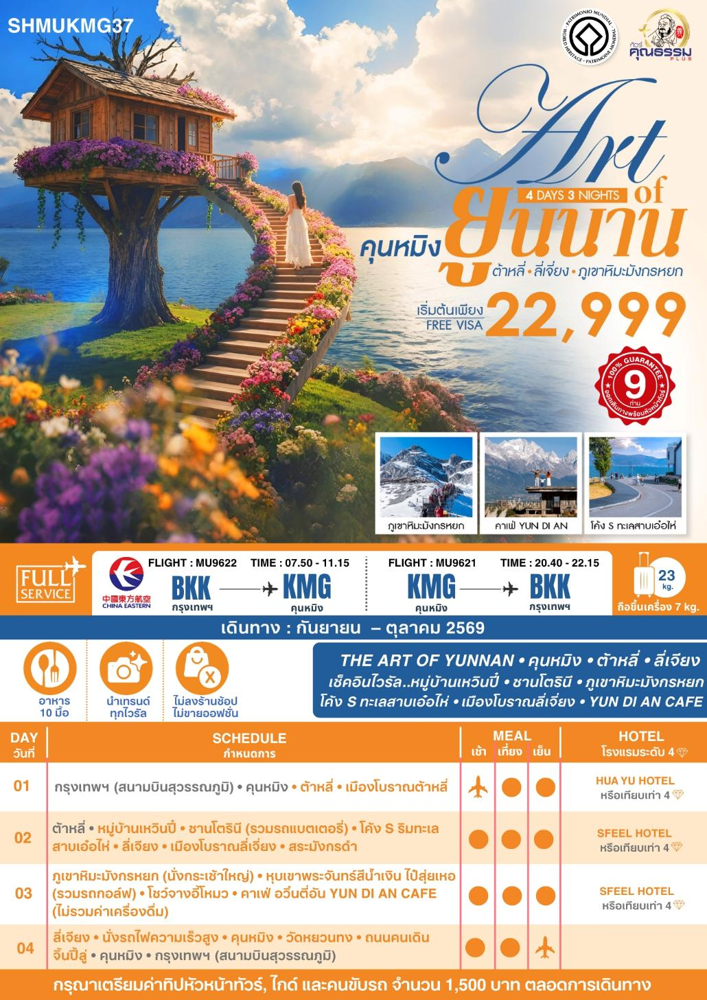 SHMUKMG37
WORLD HERITAGE • PATRIMOINE MONDIAL • PATRIMONIO MUNDIAL
ทัวร์
คุณธรรม
PLUS
Art
4 DAYS 3 NIGHTS of
คุนหมิง ยูนนาน
ต้าหลี่ • ลี่เจี่ยง • ภูเขาหิมะมังกรหยก
เริ่มต้นเพียง
FREE VISA
22,999
100% GUARANTEE
9
ท่าน
ออกเดินทางพร้อมหัวหน้าทัวร์
ภูเขาหิมะมังกรหยก
คาเฟ่ YUN DI AN
โค้ง S ทะเลสาบเอ๋อไห่
FULL
SERVICE
中國東方航空
CHINA EASTERN
FLIGHT : MU9622 TIME : 07.50 - 11.15
BKK KMG
กรุงเทพฯ คุนหมิง
FLIGHT : MU9621 TIME : 20.40 - 22.15
KMG BKK
คุนหมิง กรุงเทพฯ
23
kg.
ถือขึ้นเครื่อง 7 kg.
เดินทาง : กันยายน – ตุลาคม 2569
อาหาร
10 มื้อ
นำเทรนด์
ทุกไวรัล
ไม่ลงร้านช้อป
ไม่ขายออฟชั่น
THE ART OF YUNNAN • คุนหมิง • ต้าหลี่ • ลี่เจียง
เช็คอินไวรัล..หมู่บ้านเหวินปี๋ • ซานโตรินี • ภูเขาหิมะมังกรหยก
โค้ง S ทะเลสาบเอ๋อไห่ • เมืองโบราณลี่เจี่ยง • YUN DI AN CAFE
DAY
วันที่
SCHEDULE
กำหนดการ
MEAL
เช้า เที่ยง เย็น
HOTEL
โรงแรมระดับ 4
01
กรุงเทพฯ (สนามบินสุวรรณภูมิ) • คุนหมิง • ต้าหลี่ • เมืองโบราณต้าหลี่
HUA YU HOTEL
หรือเทียบเท่า 4
02
ต้าหลี่ • หมู่บ้านเหวินปี๋ • ซานโตรินี (รวมรถแบตเตอรี่) • โค้ง S ริมทะเล
สาบเอ๋อไห่ • ลี่เจียง • เมืองโบราณลี่เจี่ยง • สระมังกรดำ
SFEEL HOTEL
หรือเทียบเท่า 4
03
ภูเขาหิมะมังกรหยก (นั่งกระเช้าใหญ่) • หุบเขาพระจันทร์สีน้ำเงิน ไป๋สุ่ยเหอ
(รวมรถกอล์ฟ) • โชว์จางอี้โหมว • คาเฟ่ อวิ๋นตี่อัน YUN DI AN CAFE
(ไม่รวมค่าเครื่องดื่ม)
SFEEL HOTEL
หรือเทียบเท่า 4
04
ลี่เจียง • นั่งรถไฟความเร็วสูง • คุนหมิง • วัดหยวนทง • ถนนคนเดิน
จิ้นปี้ลู่ • คุนหมิง • กรุงเทพฯ (สนามบินสุวรรณภูมิ)
กรุณาเตรียมค่าทิปหัวหน้าทัวร์, ไกด์ และคนขับรถ จำนวน 1,500 บาท ตลอดการเดินทาง